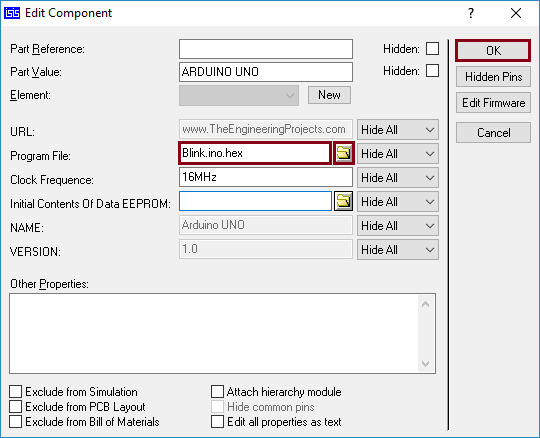 ISIS Edit Component
Part Reference: Hidden: OK
Part Value: ARDUINO UNO Hidden: Hidden Pins
Element: New Edit Firmware
URL: www.TheEngineeringProjects.com Hide All Cancel
Program File: Blink.ino.hex Hide All
Clock Frequency: 16MHz Hide All
Initial Contents Of Data EEPROM: Hide All
NAME: Arduino UNO Hide All
VERSION: 1.0 Hide All
Other Properties:
Exclude from Simulation Attach hierarchy module
Exclude from PCB Layout Hide common pins
Exclude from Bill of Materials Edit all properties as text